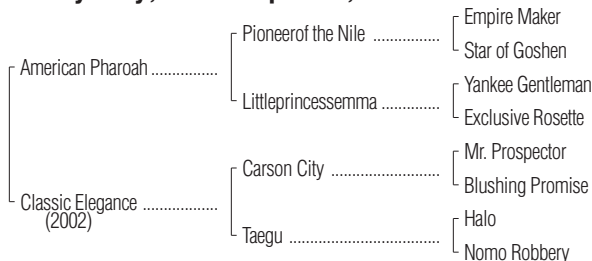 Empire Maker
Pioneerof the Nile ................
Star of Goshen
American Pharoah ................
Yankee Gentleman
Littleprincessemma ..............
Exclusive Rosette
Mr. Prospector
Carson City ..........................
Blushing Promise
Classic Elegance ..................
(2002)
Halo
Taegu ....................................
Nomo Robbery